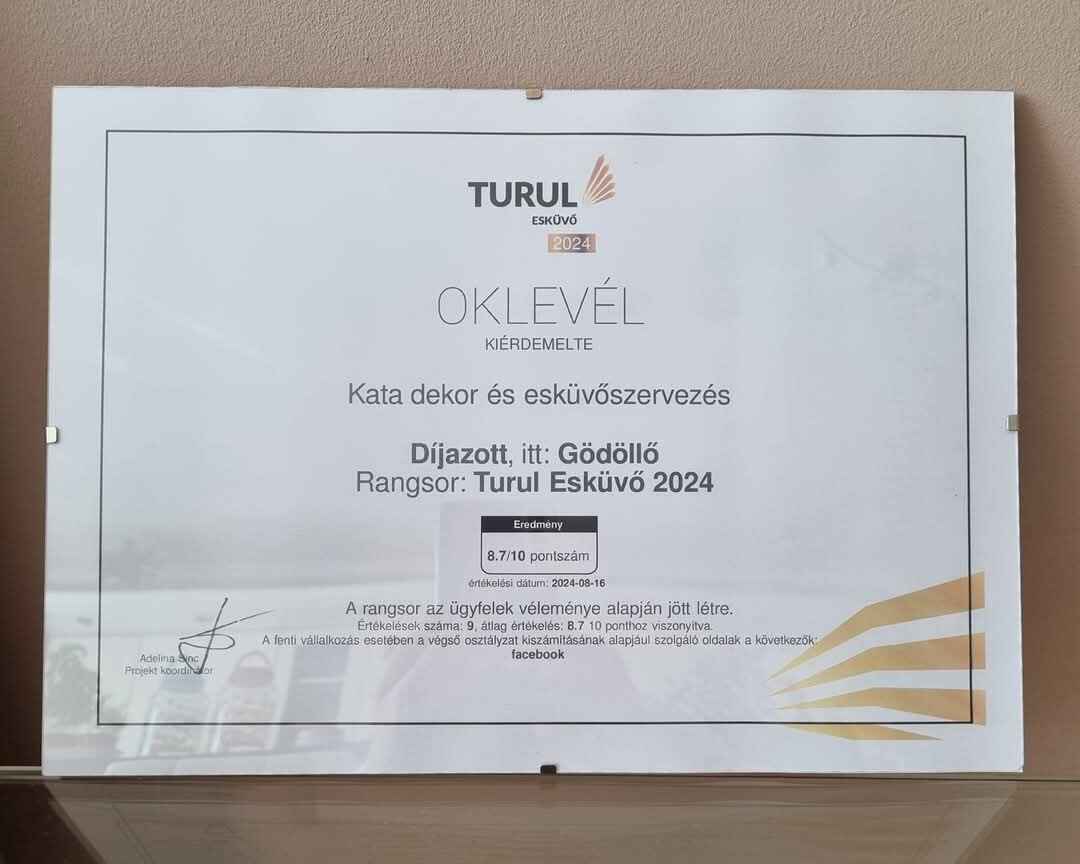 TURUL
ESKÜVŐ
2024
OKLEVÉL
KIÉRDEMELTE
Kata dekor és esküvőszervezés
Díjazott, itt: Gödöllő
Rangsor: Turul Esküvő 2024
Eredmény
8.7/10 pontszám
értékelési dátum: 2024-08-16
A rangsor az ügyfelek véleménye alapján jött létre.
Értékelések száma: 9, átlag értékelés: 8.7 10 ponthoz viszonyítva.
A fenti vállalkozás esetében a végső osztályzat kiszámításának alapjául szolgáló oldalak a következők:
facebook
Adelina Sinc
Projekt koordinátor